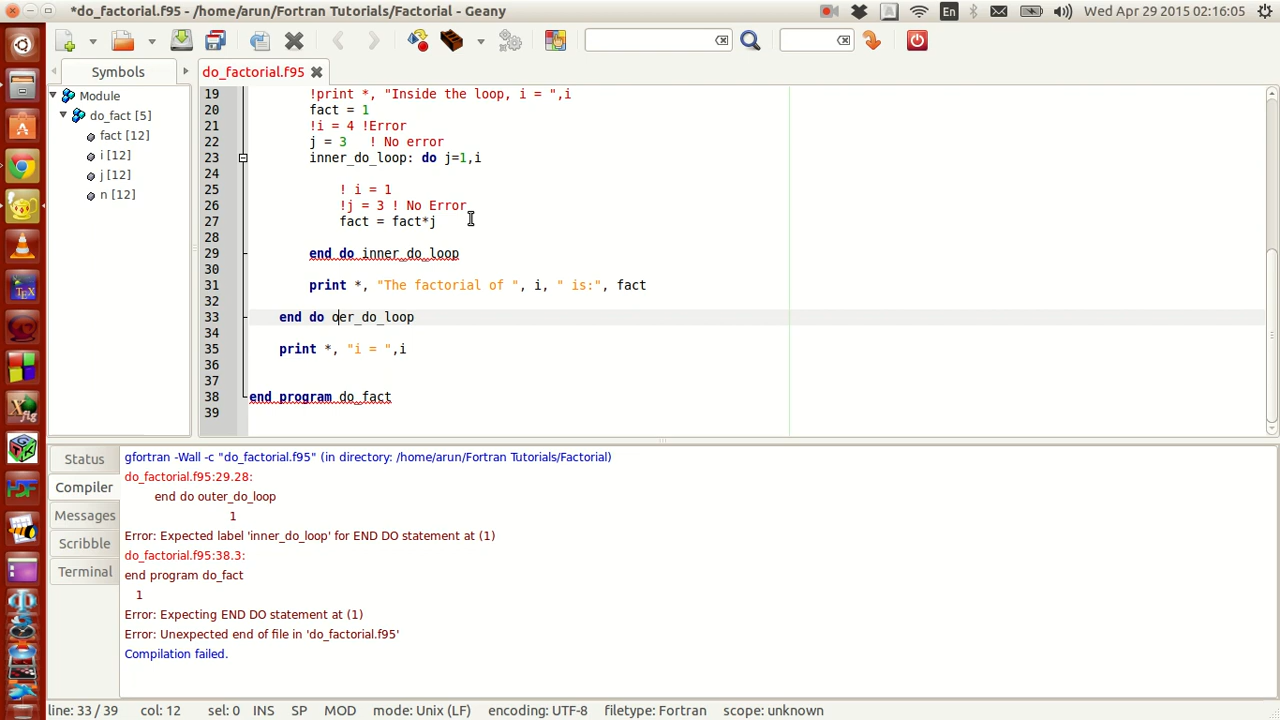 *do_factorial.f95 - /home/arun/Fortran Tutorials/Factorial - Geany
En
Wed Apr 29 2015 02:16:05
Symbols
do_factorial.f95
Module
do_fact [5]
fact [12]
i [12]
j [12]
n [12]
19 !print *, "Inside the loop, i = ",i
20 fact = 1
21 !i = 4 !Error
22 j = 3 ! No error
23 inner_do_loop: do j=1,i
24
25 ! i = 1
26 !j = 3 ! No Error
27 fact = fact*j
28
29 end do inner_do_loop
30
31 print *, "The factorial of ", i, " is:", fact
32
33 end do oer_do_loop
34
35 print *, "i = ",i
36
37
38 end program do_fact
39
Status
Compiler
Messages
Scribble
Terminal
gfortran -Wall -c "do_factorial.f95" (in directory: /home/arun/Fortran Tutorials/Factorial)
do_factorial.f95:29.28:
end do outer_do_loop
1
Error: Expected label 'inner_do_loop' for END DO statement at (1)
do_factorial.f95:38.3:
end program do_fact
1
Error: Expecting END DO statement at (1)
Error: Unexpected end of file in 'do_factorial.f95'
Compilation failed.
line: 33 / 39 col: 12 sel: 0 INS SP MOD mode: Unix (LF) encoding: UTF-8 filetype: Fortran scope: unknown